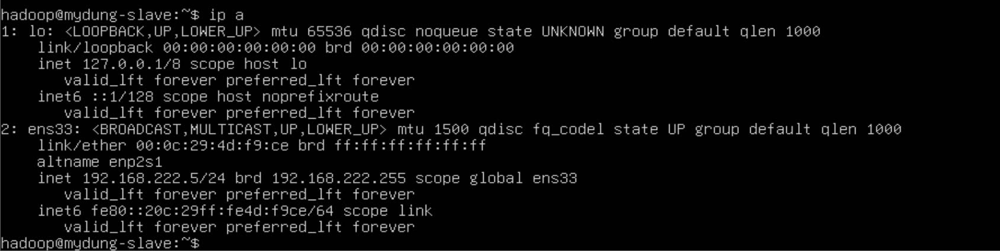 hadoop@mydung-slave:~$ ip a
1: lo: <LOOPBACK,UP,LOWER_UP> mtu 65536 qdisc noqueue state UNKNOWN group default qlen 1000
    link/loopback 00:00:00:00:00:00 brd 00:00:00:00:00:00
    inet 127.0.0.1/8 scope host lo
       valid_lft forever preferred_lft forever
    inet6 ::1/128 scope host noprefixroute
       valid_lft forever preferred_lft forever
2: ens33: <BROADCAST,MULTICAST,UP,LOWER_UP> mtu 1500 qdisc fq_codel state UP group default qlen 1000
    link/ether 00:0c:29:4d:f9:ce brd ff:ff:ff:ff:ff:ff
    altname enp2s1
    inet 192.168.222.5/24 brd 192.168.222.255 scope global ens33
       valid_lft forever preferred_lft forever
    inet6 fe80::20c:29ff:fe4d:f9ce/64 scope link
       valid_lft forever preferred_lft forever
hadoop@mydung-slave:~$